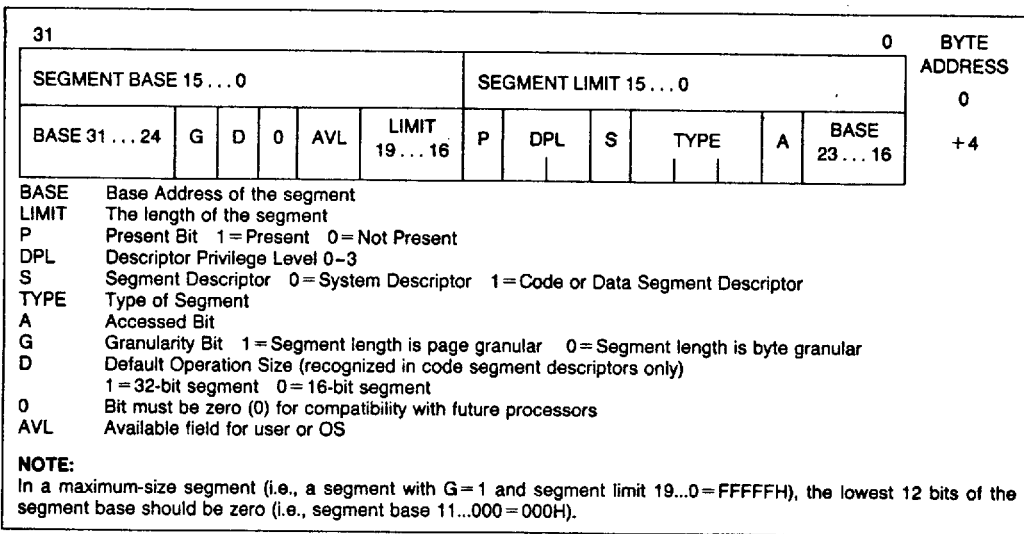 31 0 BYTE ADDRESS
SEGMENT BASE 15...0 SEGMENT LIMIT 15...0 0
BASE 31...24 G D 0 AVL LIMIT 19...16 P DPL S TYPE A BASE 23...16 +4
BASE Base Address of the segment
LIMIT The length of the segment
P Present Bit 1=Present 0=Not Present
DPL Descriptor Privilege Level 0–3
S Segment Descriptor 0=System Descriptor 1=Code or Data Segment Descriptor
TYPE Type of Segment
A Accessed Bit
G Granularity Bit 1=Segment length is page granular 0=Segment length is byte granular
D Default Operation Size (recognized in code segment descriptors only)
1=32-bit segment 0=16-bit segment
0 Bit must be zero (0) for compatibility with future processors
AVL Available field for user or OS
NOTE:
In a maximum-size segment (i.e., a segment with G=1 and segment limit 19...0=FFFFFH), the lowest 12 bits of the
segment base should be zero (i.e., segment base 11...000=000H).